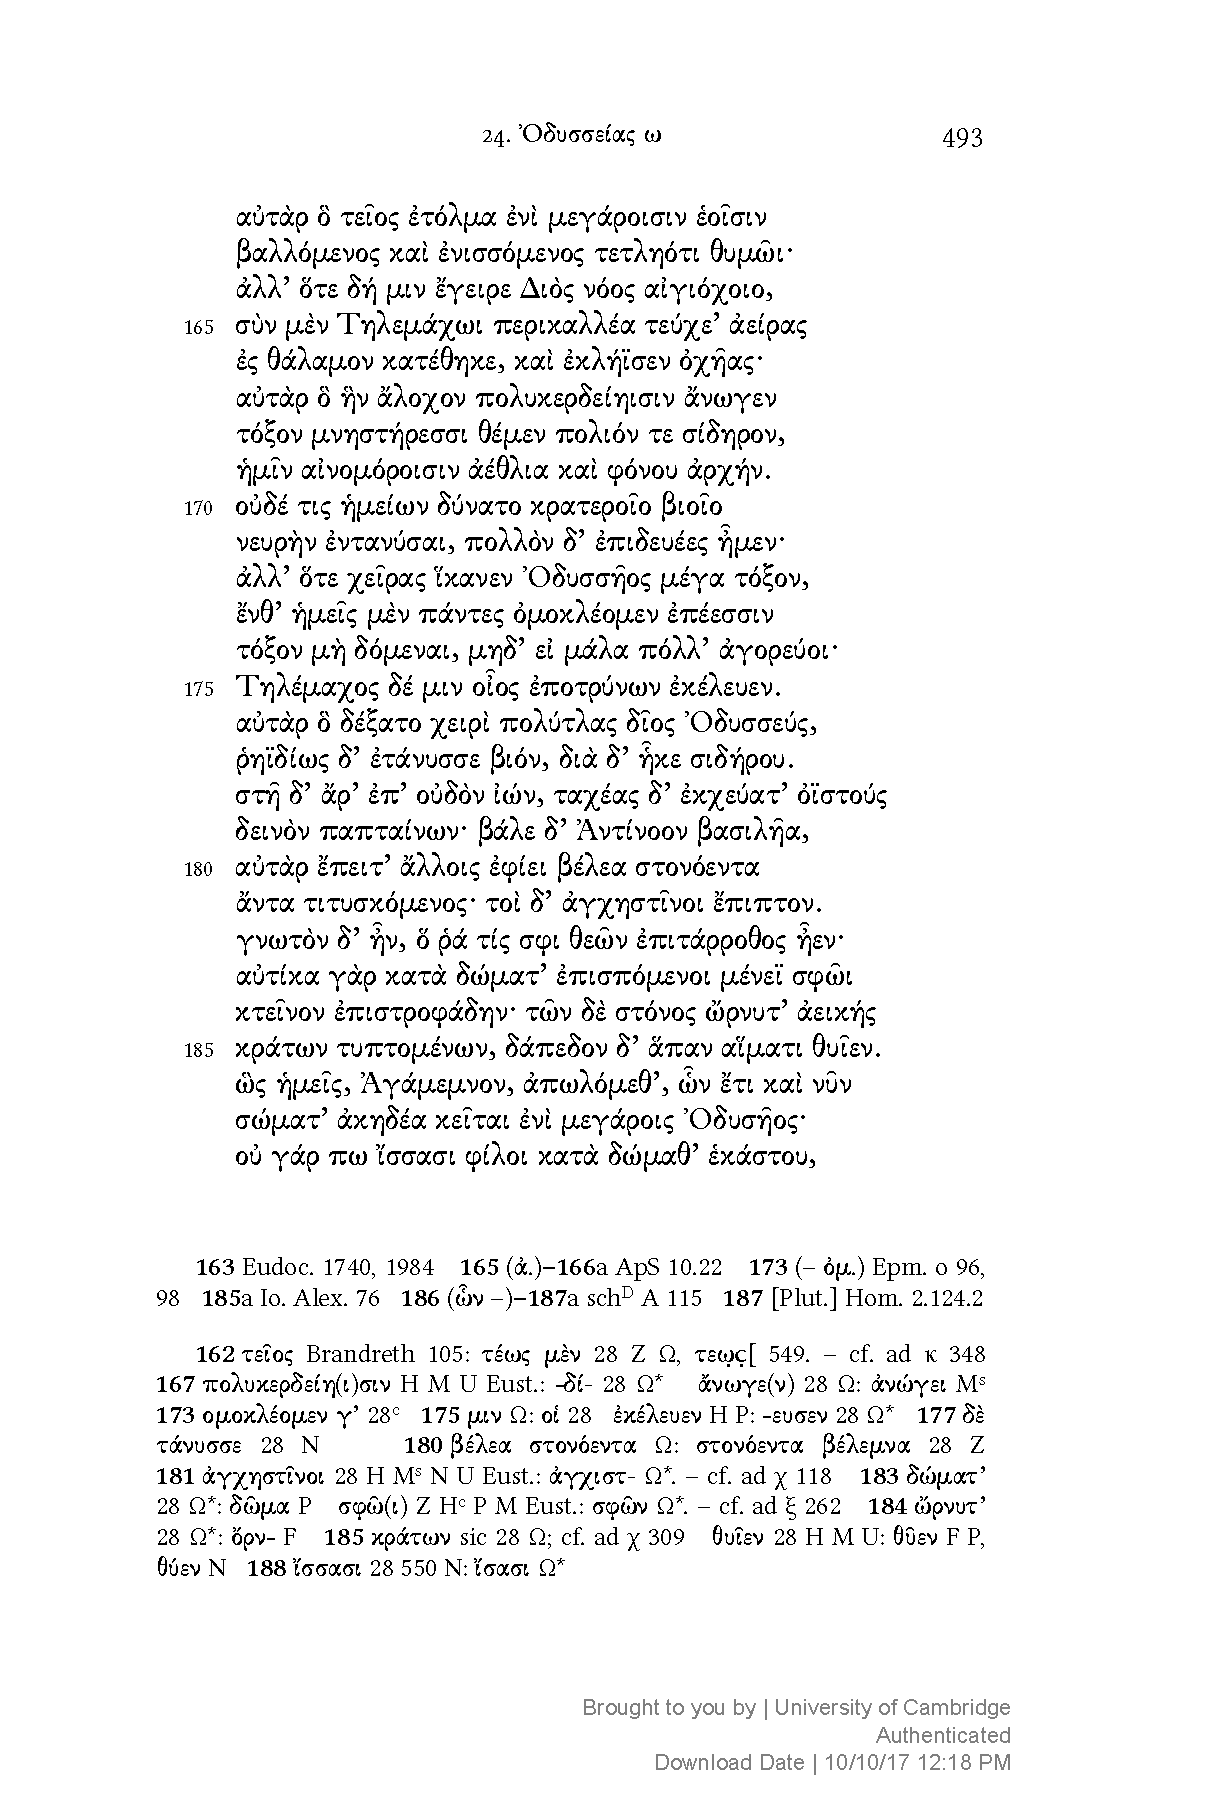 24. Ὀδυσσείας ω 493
αὐτὰρ ὃ τεῖος ἐτόλμα ἐνὶ μεγάροισιν ἑοῖσιν
βαλλόμενος καὶ ἐνισσόμενος τετληότι θυμῶι·
ἀλλ’ ὅτε δή μιν ἔγειρε Διὸς νόος αἰγιόχοιο,
165 σὺν μὲν Τηλεμάχωι περικαλλέα τεύχε’ ἀείρας
ἐς θάλαμον κατέθηκε, καὶ ἐκλήϊσεν ὀχῆας·
αὐτὰρ ὃ ἣν ἄλοχον πολυκερδείηισιν ἄνωγεν
τόξον μνηστήρεσσι θέμεν πολιόν τε σίδηρον,
ἡμῖν αἰνομόροισιν ἀέθλια καὶ φόνου ἀρχήν.
170 οὐδέ τις ἡμείων δύνατο κρατεροῖο βιοῖο
νευρὴν ἐντανύσαι, πολλὸν δ’ ἐπιδευέες ἦμεν·
ἀλλ’ ὅτε χεῖρας ἵκανεν Ὀδυσσῆος μέγα τόξον,
ἔνθ’ ἡμεῖς μὲν πάντες ὁμοκλέομεν ἐπέεσσιν
τόξον μὴ δόμεναι, μηδ’ εἰ μάλα πόλλ’ ἀγορεύοι·
175 Τηλέμαχος δέ μιν οἶος ἐποτρύνων ἐκέλευεν.
αὐτὰρ ὃ δέξατο χειρὶ πολύτλας δῖος Ὀδυσσεύς,
ῥηϊδίως δ’ ἐτάνυσσε βιόν, διὰ δ’ ἧκε σιδήρου.
στῆ δ’ ἄρ’ ἐπ’ οὐδὸν ἰών, ταχέας δ’ ἐκχεύατ’ ὀϊστούς
δεινὸν παπταίνων· βάλε δ’ Ἀντίνοον βασιλῆα,
180 αὐτὰρ ἔπειτ’ ἄλλοις ἐφίει βέλεα στονόεντα
ἄντα τιτυσκόμενος· τοὶ δ’ ἀγχηστῖνοι ἔπιπτον.
γνωτὸν δ’ ἦν, ὅ ῥά τίς σφι θεῶν ἐπιτάρροθος ἦεν·
αὐτίκα γὰρ κατὰ δώματ’ ἐπισπόμενοι μένεϊ σφῶι
κτεῖνον ἐπιστροφάδην· τῶν δὲ στόνος ὤρνυτ’ ἀεικής
185 κράτων τυπτομένων, δάπεδον δ’ ἅπαν αἵματι θυῖεν.
ὣς ἡμεῖς, Ἀγάμεμνον, ἀπωλόμεθ’, ὧν ἔτι καὶ νῦν
σώματ’ ἀκηδέα κεῖται ἐνὶ μεγάροις Ὀδυσῆος·
οὐ γάρ πω ἴσσασι φίλοι κατὰ δώμαθ’ ἑκάστου,
163 Eudoc. 1740, 1984 165 (ἀ.)–166a ApS 10.22 173 (– ὁμ.) Epm. o 96,
98 185a Io. Alex. 76 186 (ὧν –)–187a schᴰ A 115 187 [Plut.] Hom. 2.124.2
162 τεῖος Brandreth 105: τέως μὲν 28 Z Ω, τεω̣ς̣[ 549. – cf. ad κ 348
167 πολυκερδείη(ι)σιν H M U Eust.: -δί- 28 Ω* ἄνωγε(ν) 28 Ω: ἀνώγει Mˢ
173 ομοκλέομεν γ’ 28ᶜ 175 μιν Ω: οἱ 28 ἐκέλευεν H P: -ευσεν 28 Ω* 177 δὲ
τάνυσσε 28 N 180 βέλεα στονόεντα Ω: στονόεντα βέλεμνα 28 Z
181 ἀγχηστῖνοι 28 H Mˢ N U Eust.: ἀγχιστ- Ω*. – cf. ad χ 118 183 δώματ’
28 Ω*: δῶμα P σφῶ(ι) Z Hᶜ P M Eust.: σφῶν Ω*. – cf. ad ξ 262 184 ὤρνυτ’
28 Ω*: ὄρν- F 185 κράτων sic 28 Ω; cf. ad χ 309 θυῖεν 28 H M U: θῦεν F P,
θύεν N 188 ἴσσασι 28 550 N: ἴσασι Ω*
Brought to you by | University of Cambridge
Authenticated
Download Date | 10/10/17 12:18 PM